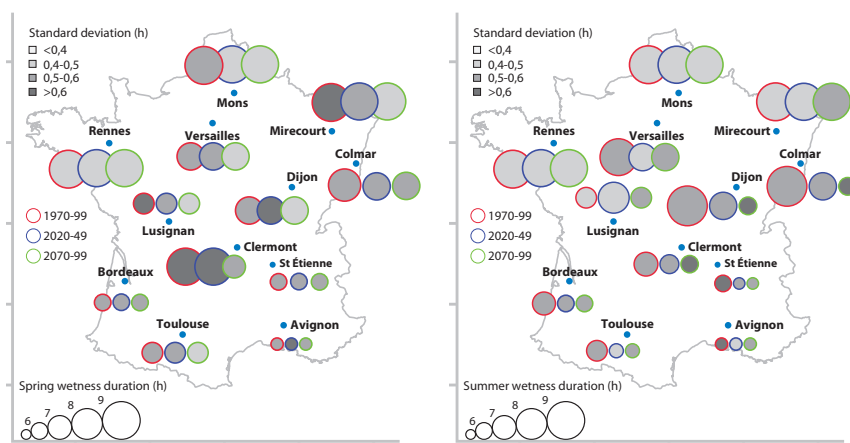 Standard deviation (h)
<0,4
0,4-0,5
0,5-0,6
>0,6
Mons
Versailles
Mirecourt
Rennes
Colmar
Dijon
1970-99
2020-49
2070-99
Lusignan
Clermont
St Étienne
Bordeaux
Toulouse
Avignon
Spring wetness duration (h)
6 7 8 9
Standard deviation (h)
<0,4
0,4-0,5
0,5-0,6
>0,6
Mons
Versailles
Mirecourt
Rennes
Colmar
Dijon
1970-99
2020-49
2070-99
Lusignan
Clermont
St Étienne
Bordeaux
Toulouse
Avignon
Summer wetness duration (h)
6 7 8 9